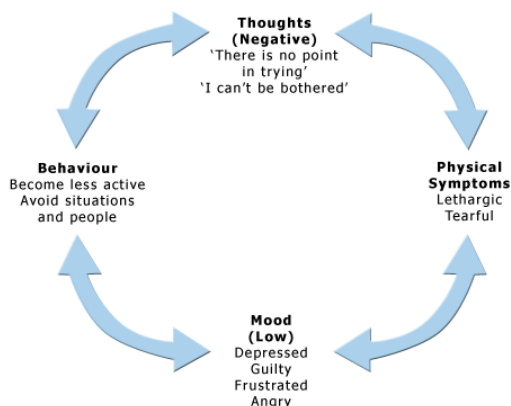 Thoughts
(Negative)
‘There is no point
in trying’
‘I can’t be bothered’
Behaviour
Become less active
Avoid situations
and people
Physical
Symptoms
Lethargic
Tearful
Mood
(Low)
Depressed
Guilty
Frustrated
Angry